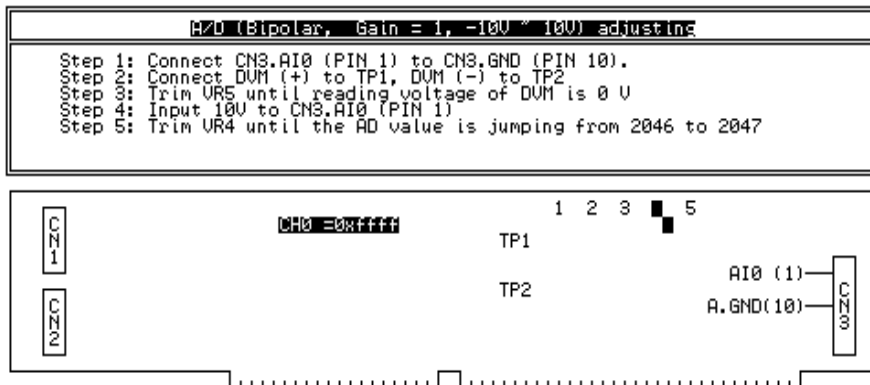 A/D (Bipolar, Gain = 1, -10V ~ 10V) adjusting
Step 1: Connect CN3.AI0 (PIN 1) to CN3.GND (PIN 10).
Step 2: Connect DVM (+) to TP1, DVM (-) to TP2
Step 3: Trim VR5 until reading voltage of DVM is 0 V
Step 4: Input 10V to CN3.AI0 (PIN 1)
Step 5: Trim VR4 until the AD value is jumping from 2046 to 2047
1 2 3 5
CN1
CH0 =0xffff
TP1
AI0 (1)
TP2
CN2
A.GND(10)
CN3